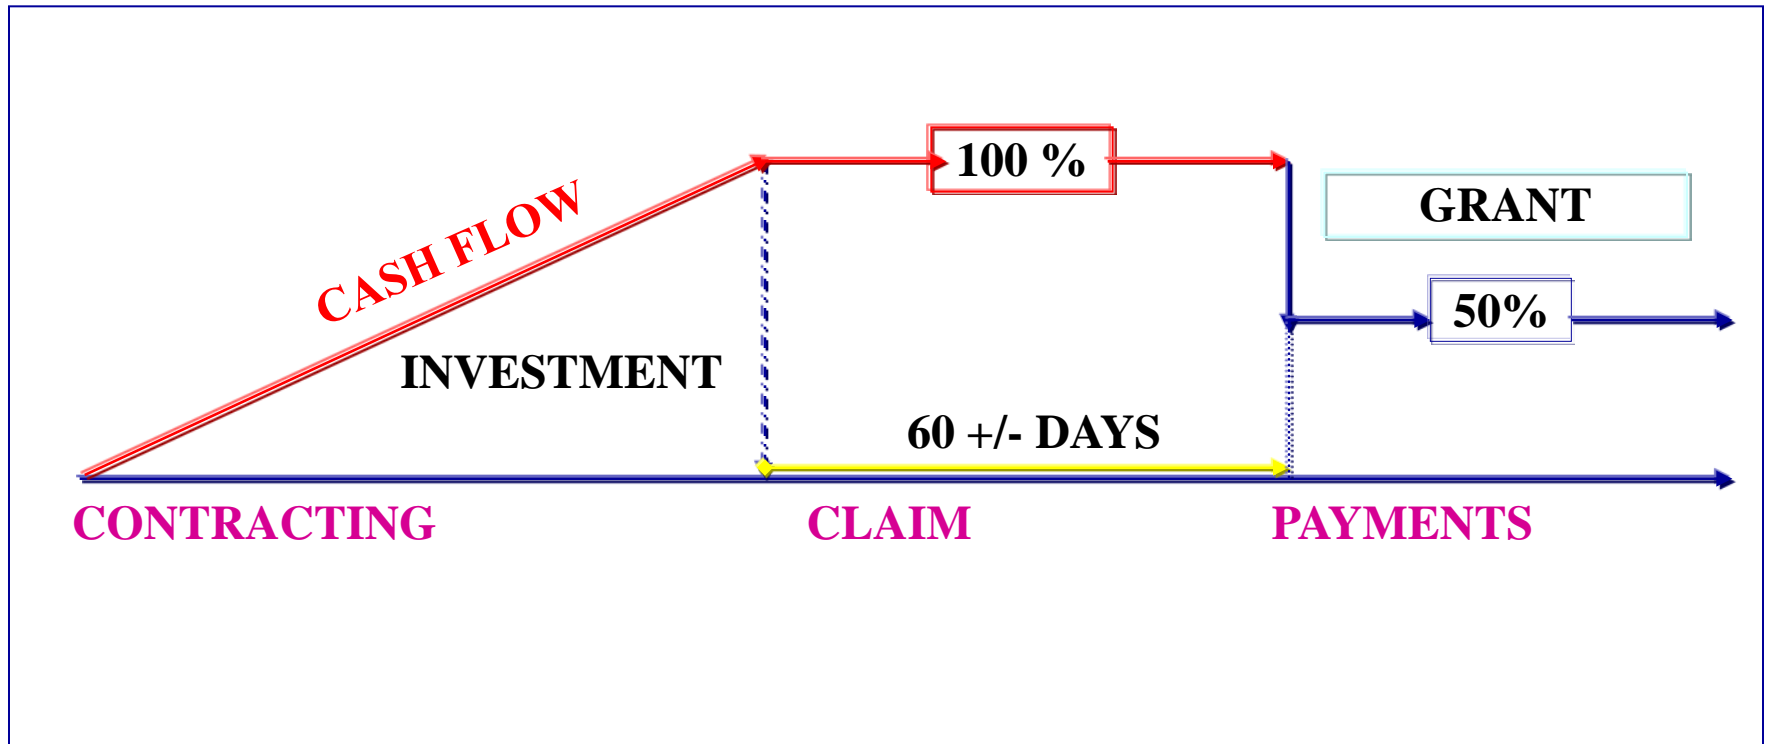 100 %
GRANT
CASH FLOW
50%
INVESTMENT
60 +/- DAYS
CONTRACTING
CLAIM
PAYMENTS